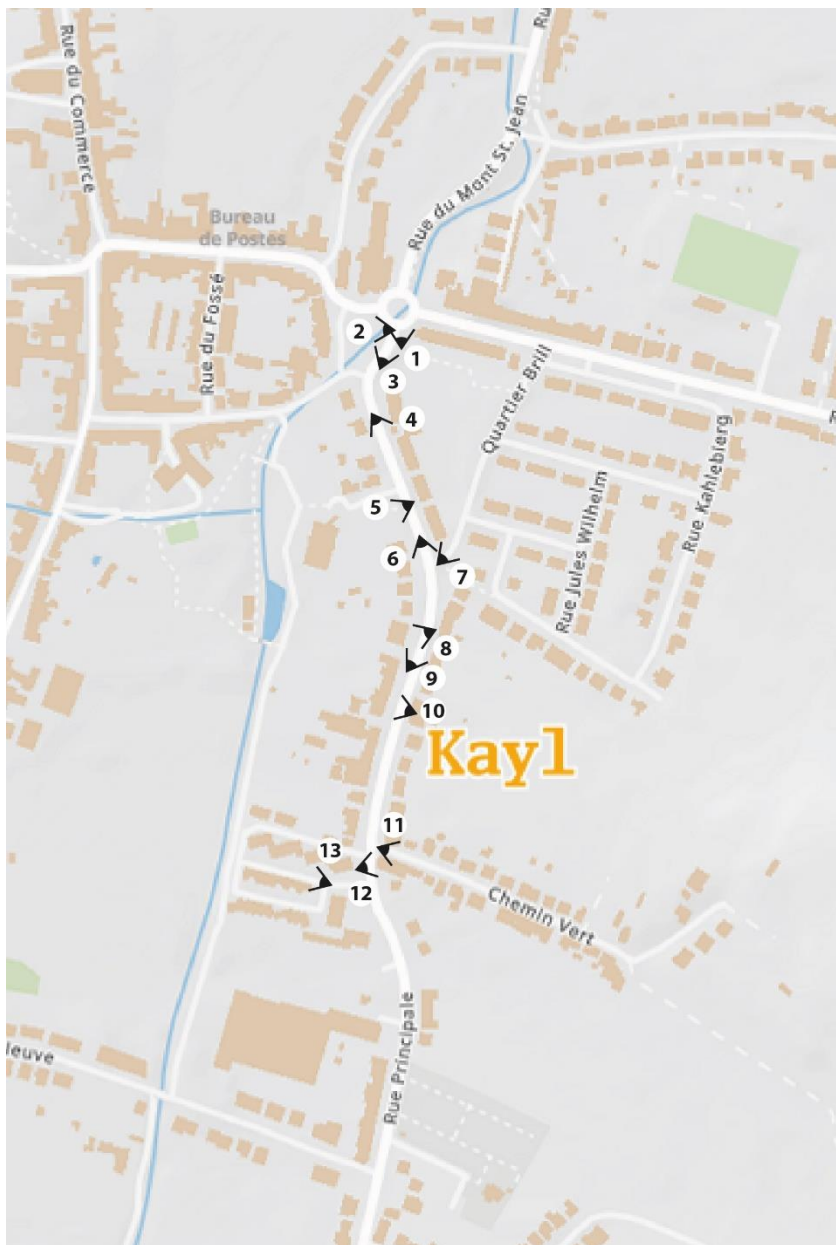 Ru
Rue du Commerce
Rue du Mont St. Jean
Bureau
de Postes
Rue du Fossé
2
1
3
4
Quartier Brill
R
Rue Kahlebierg
Rue Jules Wilhelm
5
6
7
8
9
10
Kayl
11
13
12
Chemin Vert
Rue Principale
Neuve